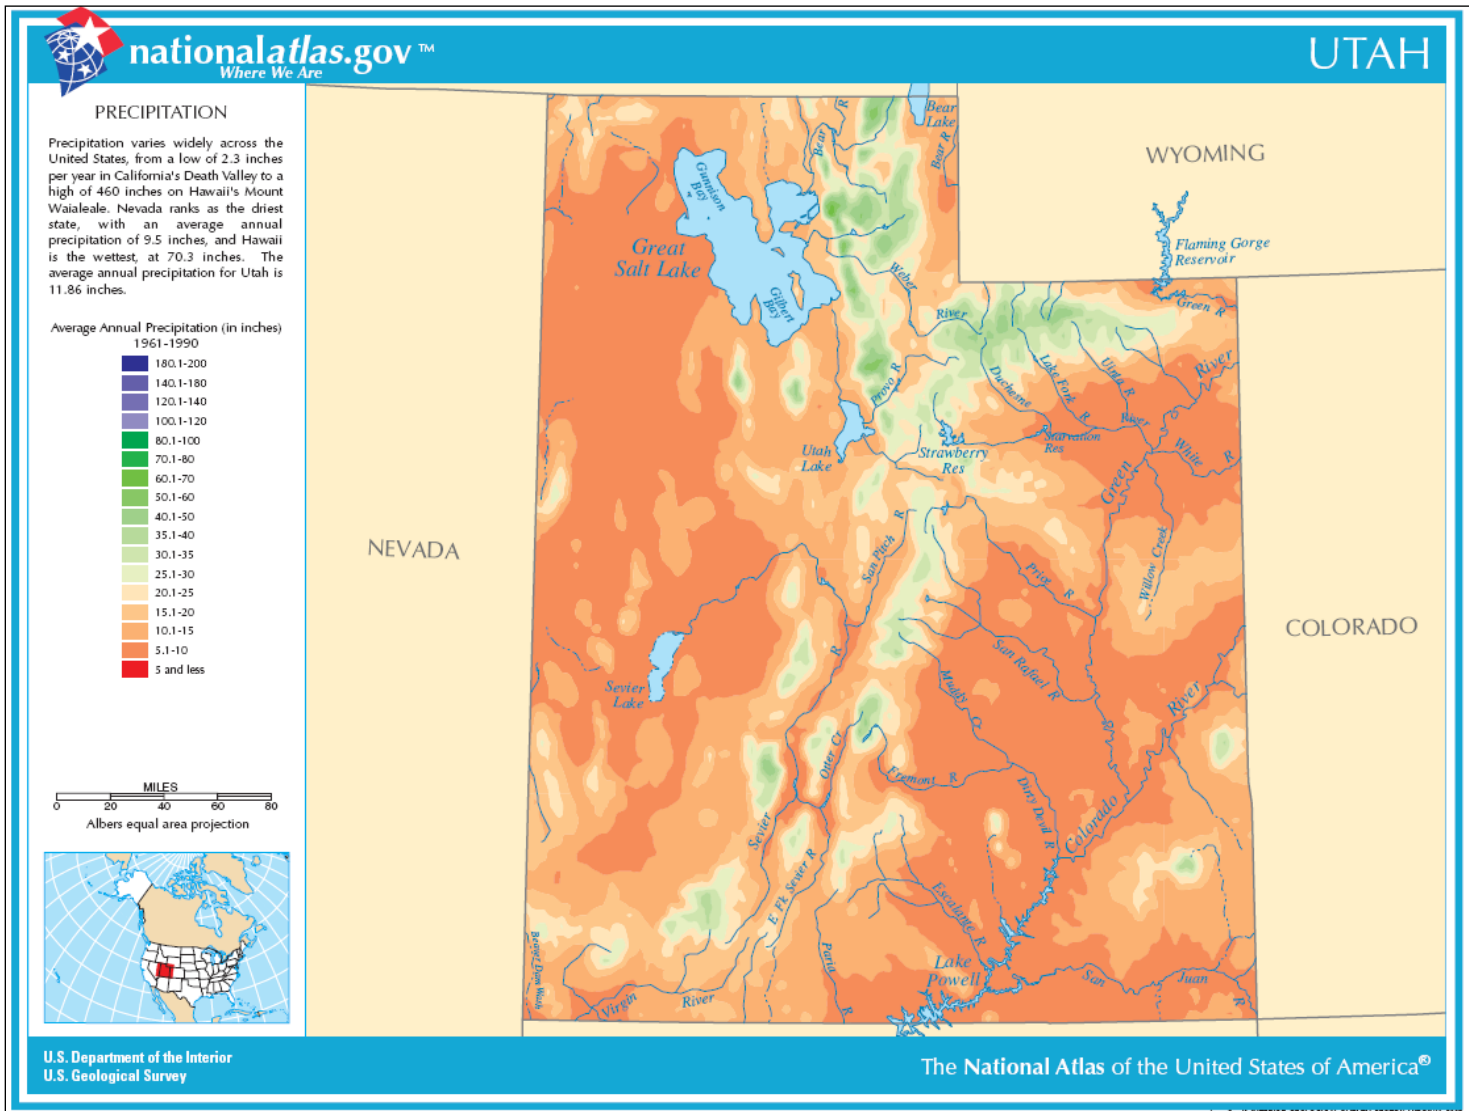 nationalatlas.gov ™
Where We Are
UTAH
PRECIPITATION
Precipitation varies widely across the
United States, from a low of 2.3 inches
per year in California's Death Valley to a
high of 460 inches on Hawaii's Mount
Waialeale. Nevada ranks as the driest
state, with an average annual
precipitation of 9.5 inches, and Hawaii
is the wettest, at 70.3 inches. The
average annual precipitation for Utah is
11.86 inches.
Average Annual Precipitation (in inches)
1961-1990
180.1-200
140.1-180
120.1-140
100.1-120
80.1-100
70.1-80
60.1-70
50.1-60
40.1-50
35.1-40
30.1-35
25.1-30
20.1-25
15.1-20
10.1-15
5.1-10
5 and less
MILES
0 20 40 60 80
Albers equal area projection
Bear R
Bear
Lake
Bear R
WYOMING
Gunnison
Bay
Great
Salt Lake
Gilbert
Bay
Flaming Gorge
Reservoir
Green R
Weber
River
Provo R
Duchesne
River
Lake Fork R
Uinta R
River
Utah
Lake
Strawberry
Res
Starvation
Res
White R
Green
NEVADA
San Pitch R
Price R
Willow Creek
COLORADO
San Rafael R
Muddy Cr
R
Sevier
Lake
River
Otter Cr
Fremont R
Dirty Devil R
Colorado
Sevier
E Fk Sevier R
Escalante R
Paria R
Beaver Dam Wash
Virgin River
Lake
Powell
San Juan R
U.S. Department of the Interior
U.S. Geological Survey
The National Atlas of the United States of America®